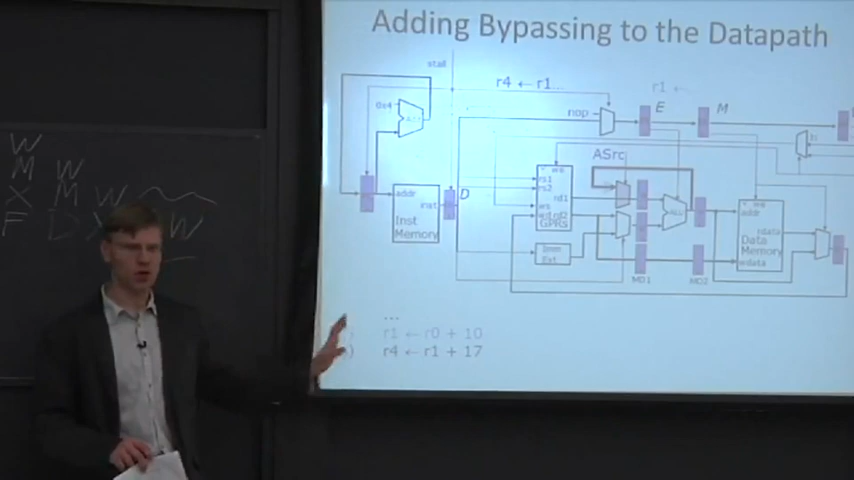 Adding Bypassing to the Datapath
stall
r4 ← r1...
r1 ←
E
M
0x4
nop
ASrc
addr
inst
Inst
Memory
D
we
rs1
rs2
rd1
ws
wd rd2
GPRS
Imm
Ext
ALU
we
addr
rdata
Data
Memory
wdata
MD1
MD2
...
r1 ← r0 + 10
) r4 ← r1 + 17
W
M W
X M W
F D X W